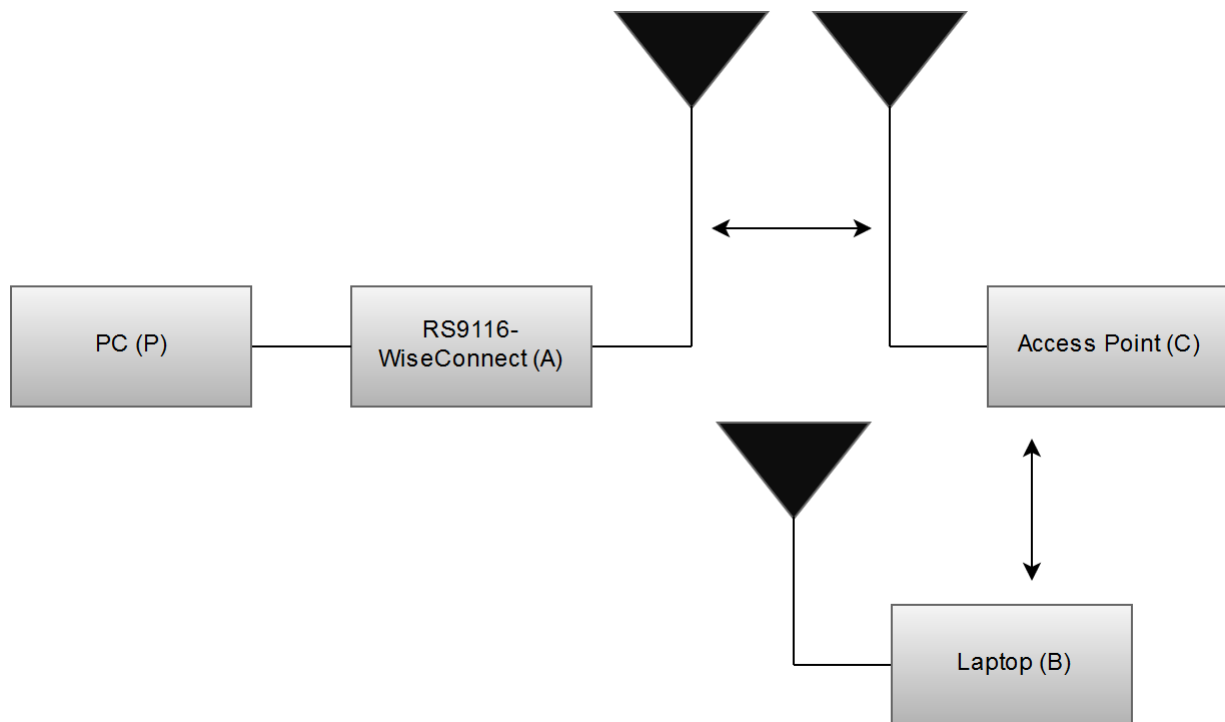 PC (P)
RS9116-
WiseConnect (A)
Access Point (C)
Laptop (B)